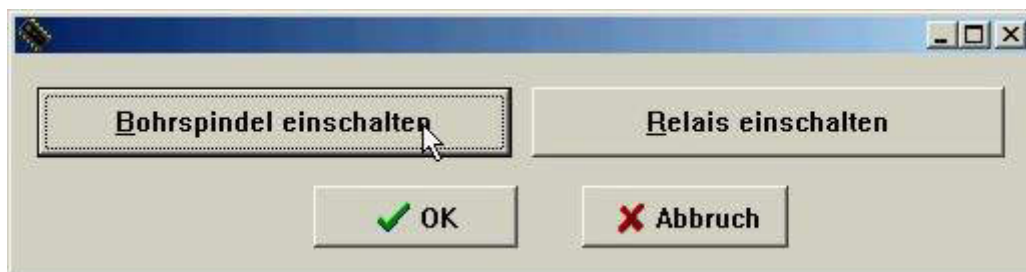 Bohrspindel einschalten
Relais einschalten
OK
Abbruch